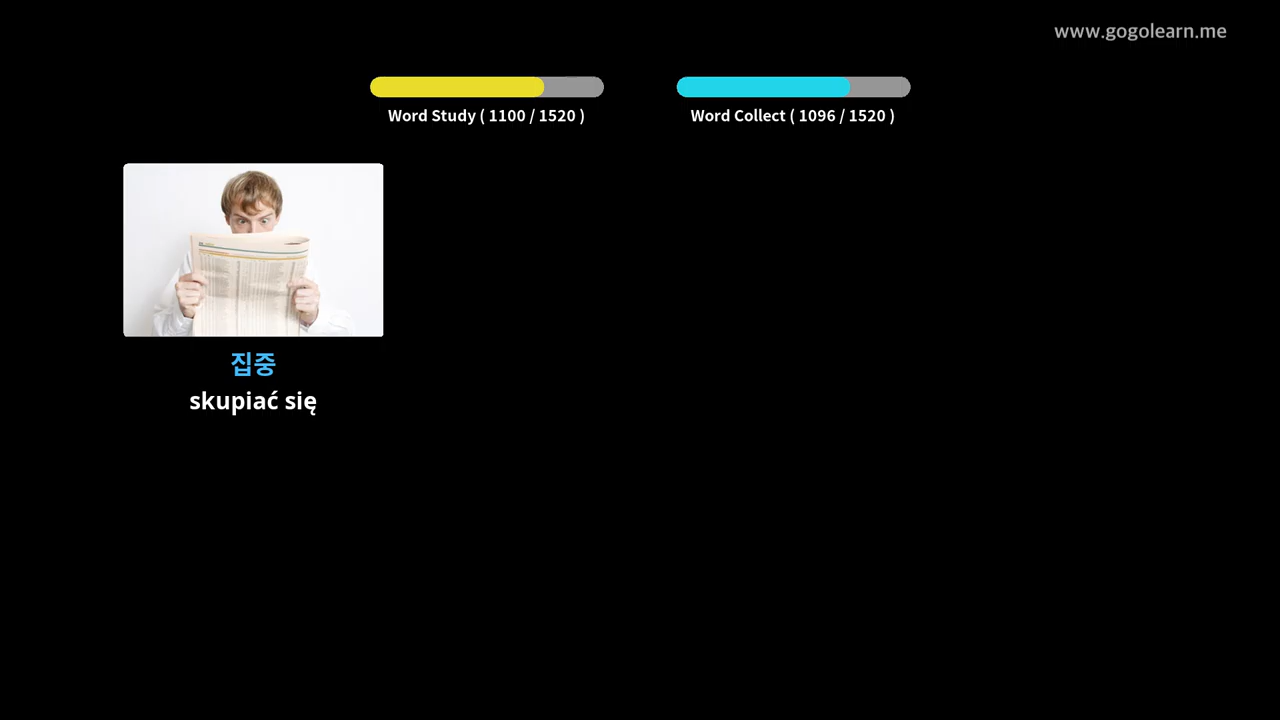 www.gogolearn.me
Word Study ( 1100 / 1520 )
Word Collect ( 1096 / 1520 )
집중
skupiać się